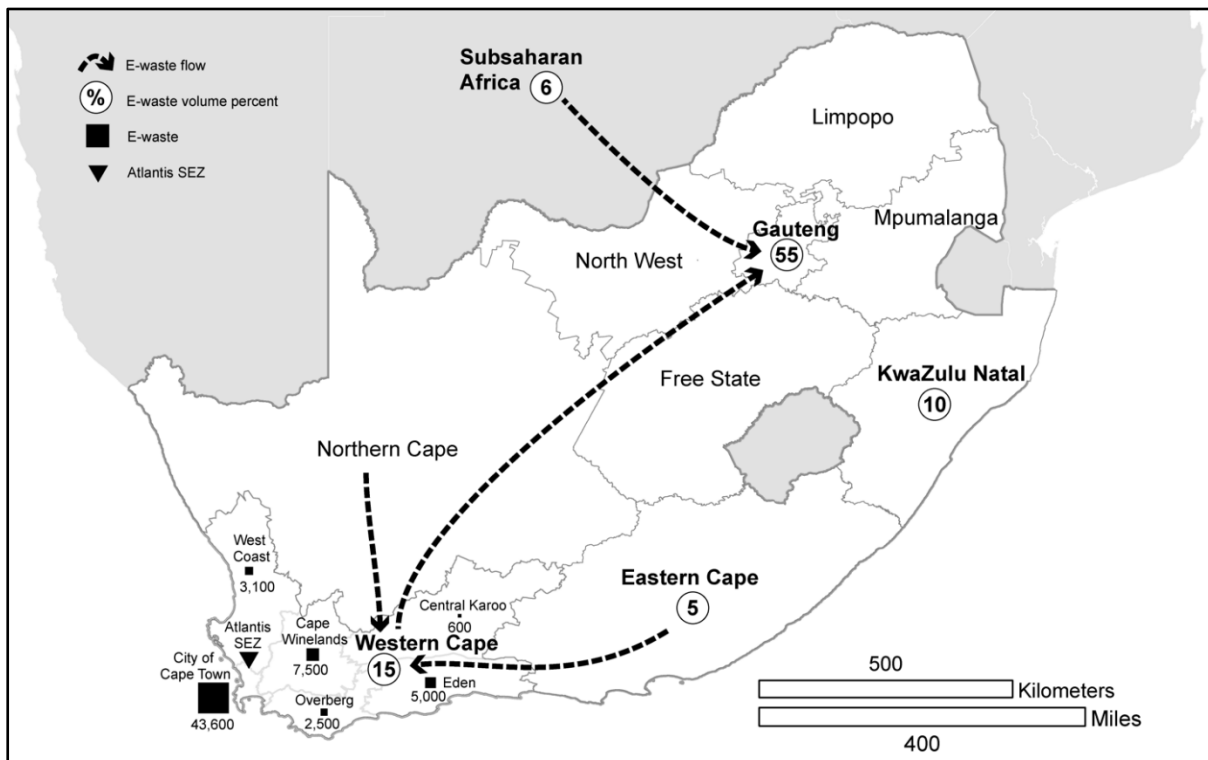 E-waste flow
%
E-waste volume percent
E-waste
Atlantis SEZ
Subsaharan
Africa
6
Limpopo
Mpumalanga
Gauteng
55
North West
Free State
KwaZulu Natal
10
Northern Cape
West
Coast
3,100
Atlantis
SEZ
Cape
Winelands
7,500
City of
Cape Town
43,600
Overberg
2,500
Central Karoo
600
Western Cape
15
Eden
5,000
Eastern Cape
5
500
Kilometers
Miles
400